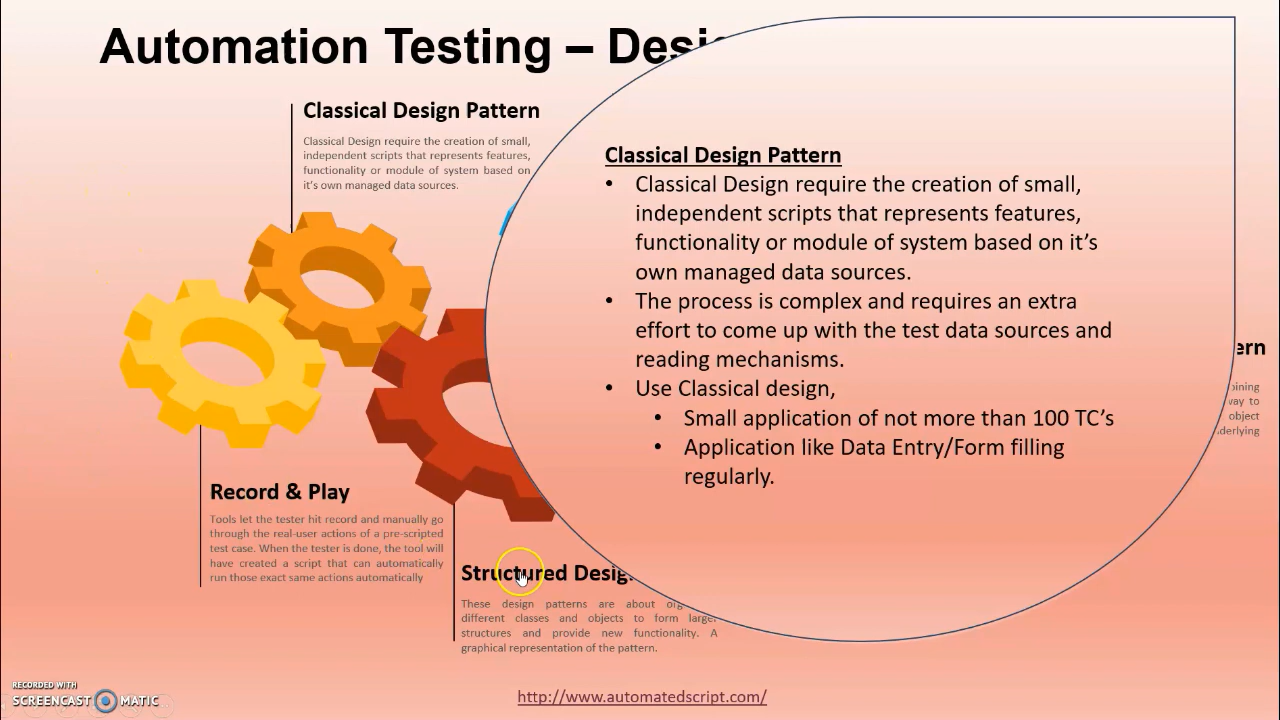 Automation Testing – Desi
Classical Design Pattern
Classical Design require the creation of small,
independent scripts that represents features,
functionality or module of system based on
it's own managed data sources.
Classical Design Pattern
• Classical Design require the creation of small,
independent scripts that represents features,
functionality or module of system based on it's
own managed data sources.
• The process is complex and requires an extra
effort to come up with the test data sources and
reading mechanisms.
• Use Classical design,
• Small application of not more than 100 TC's
• Application like Data Entry/Form filling
regularly.
ern
ining
way to
object
derlying
Record & Play
Tools let the tester hit record and manually go
through the real-user actions of a pre-scripted
test case. When the tester is done, the tool will
have created a script that can automatically
run those exact same actions automatically
Structured Desig
These design patterns are about
different classes and objects to form larger
structures and provide new functionality. A
graphical representation of the pattern.
http://www.automatedscript.com/
RECORDED WITH
SCREENCAST MATIC